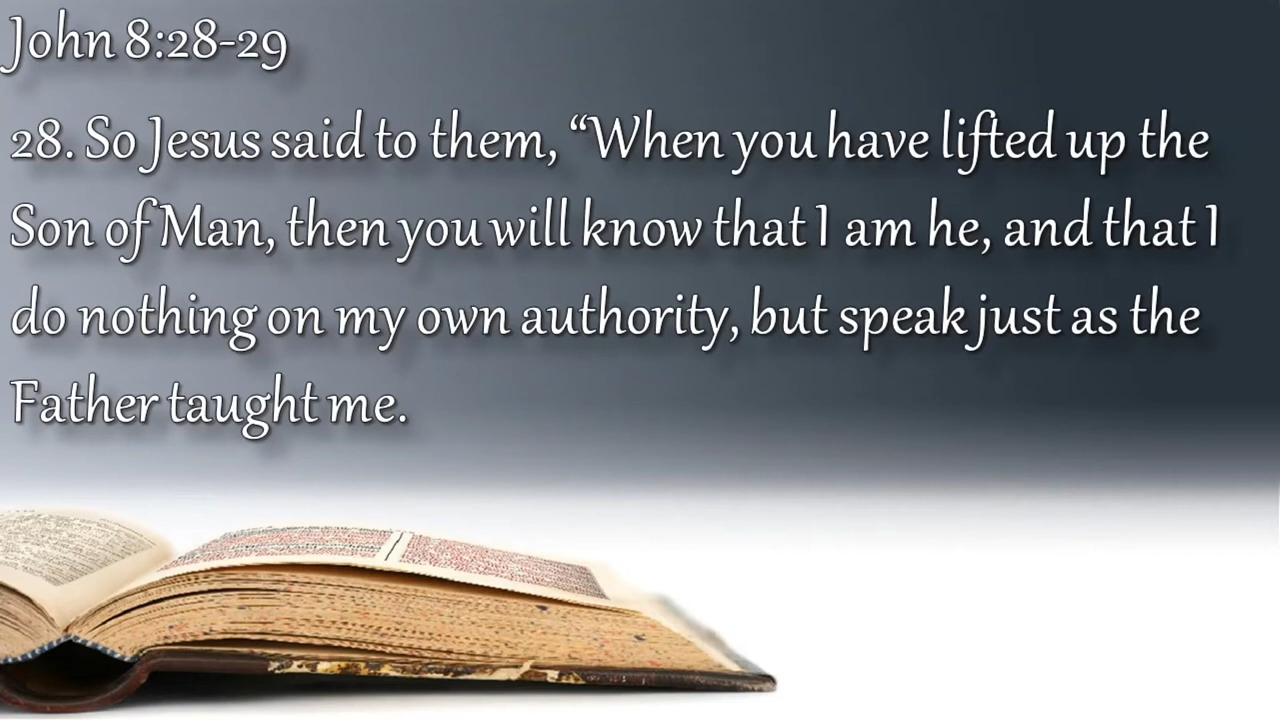 John 8:28-29
28. So Jesus said to them, “When you have lifted up the
Son of Man, then you will know that I am he, and that I
do nothing on my own authority, but speak just as the
Father taught me.